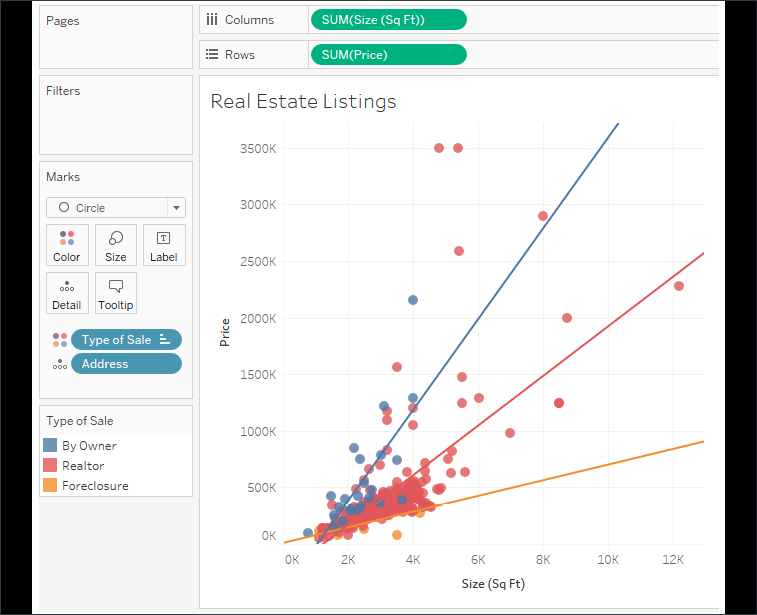 Pages
Columns
SUM(Size (Sq Ft))
Rows
SUM(Price)
Filters
Marks
Circle
Color
Size
Label
T
Detail
Tooltip
Type of Sale
Address
Type of Sale
By Owner
Realtor
Foreclosure
Real Estate Listings
Price
3500K
3000K
2500K
2000K
1500K
1000K
500K
0K
0K 2K 4K 6K 8K 10K 12K
Size (Sq Ft)